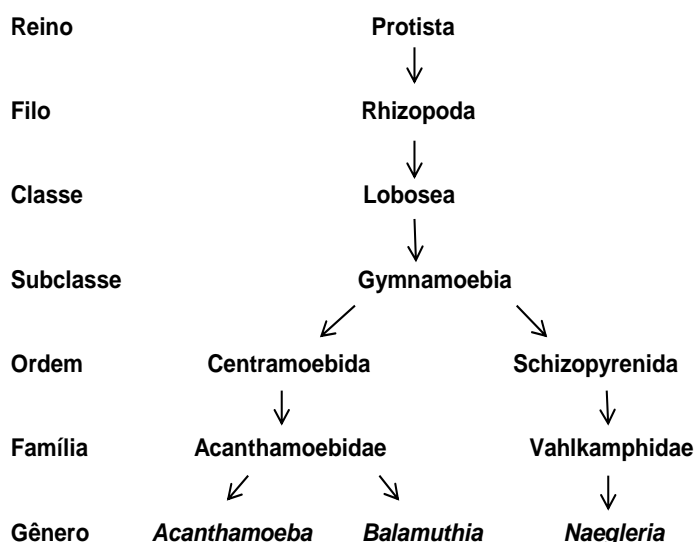 Reino Protista
Filo Rhizopoda
Classe Lobosea
Subclasse Gymnamoebia
Ordem Centramoebida Schizopyrenida
Família Acanthamoebidae Vahlkamphidae
Gênero Acanthamoeba Balamuthia Naegleria